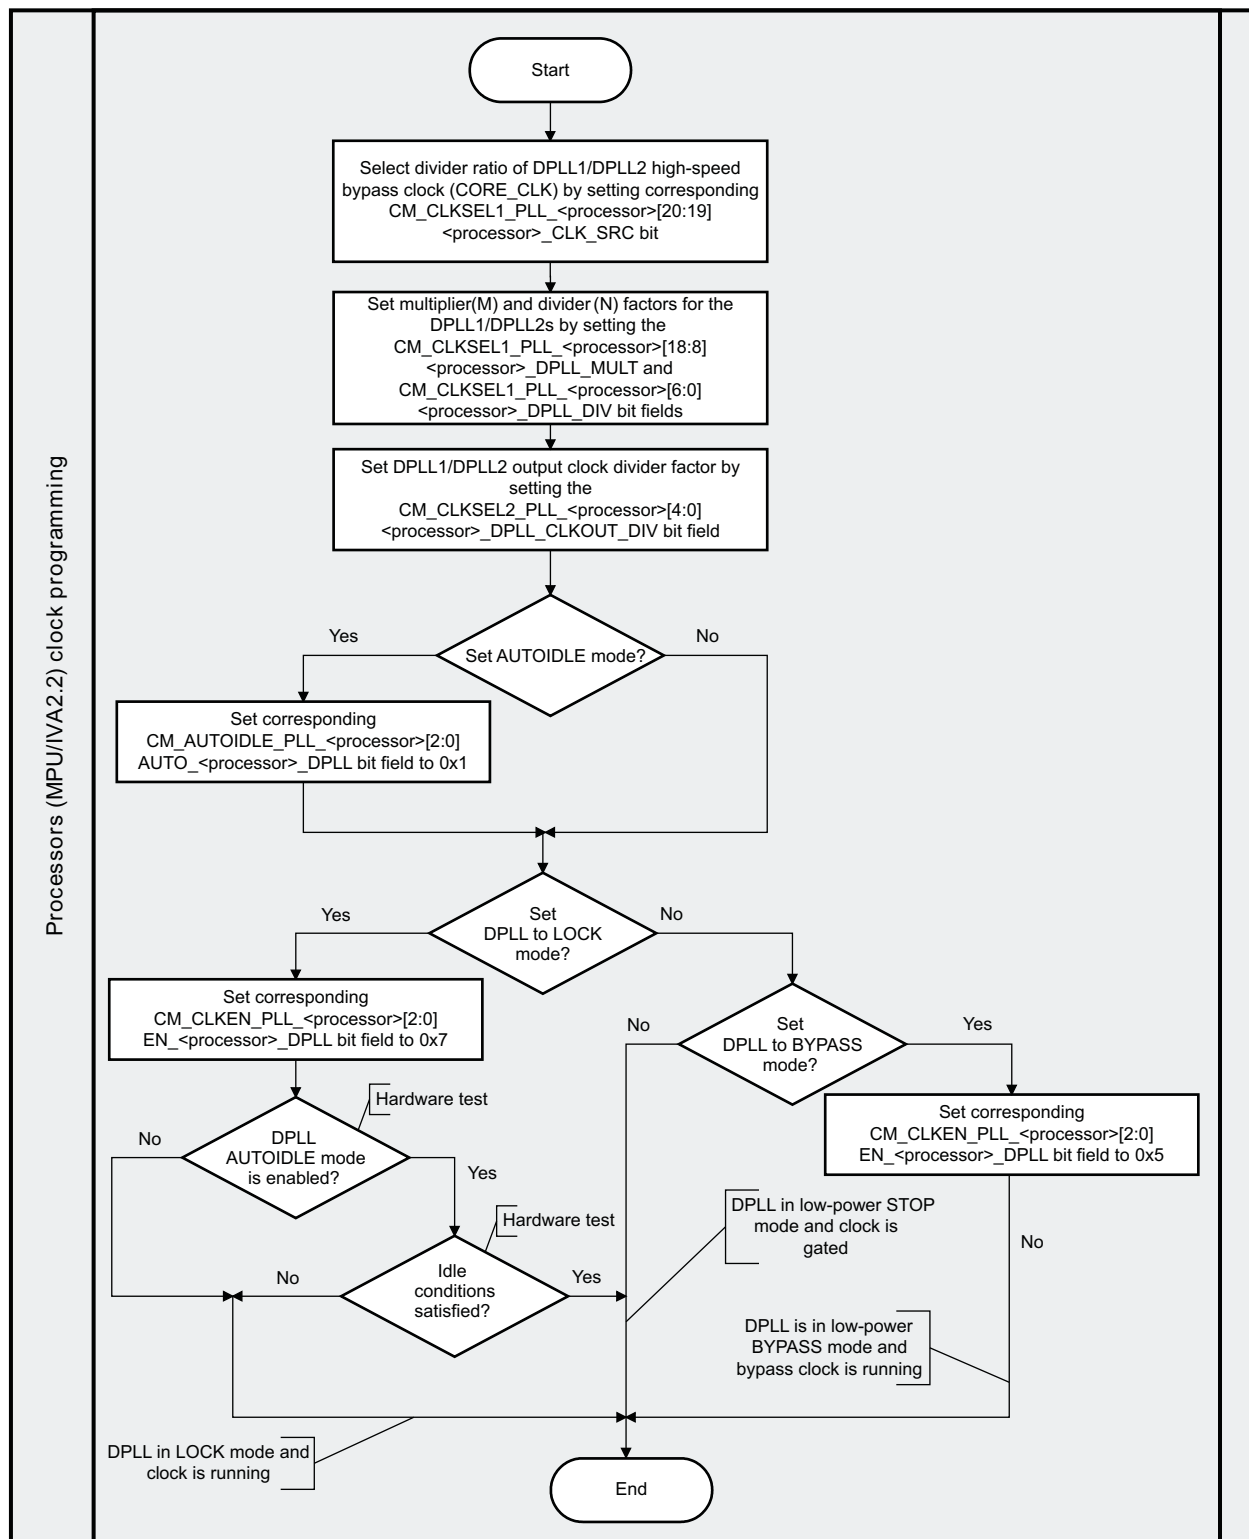 Processors (MPU/IVA2.2) clock programming
Start
Select divider ratio of DPLL1/DPLL2 high-speed
bypass clock (CORE_CLK) by setting corresponding
CM_CLKSEL1_PLL_<processor>[20:19]
<processor>_CLK_SRC bit
Set multiplier(M) and divider (N) factors for the
DPLL1/DPLL2s by setting the
CM_CLKSEL1_PLL_<processor>[18:8]
<processor>_DPLL_MULT and
CM_CLKSEL1_PLL_<processor>[6:0]
<processor>_DPLL_DIV bit fields
Set DPLL1/DPLL2 output clock divider factor by
setting the
CM_CLKSEL2_PLL_<processor>[4:0]
<processor>_DPLL_CLKOUT_DIV bit field
Yes
No
Set AUTOIDLE mode?
Set corresponding
CM_AUTOIDLE_PLL_<processor>[2:0]
AUTO_<processor>_DPLL bit field to 0x1
Yes
No
Set
DPLL to LOCK
mode?
Set corresponding
CM_CLKEN_PLL_<processor>[2:0]
EN_<processor>_DPLL bit field to 0x7
No
Yes
Set
DPLL to BYPASS
mode?
Hardware test
Set corresponding
CM_CLKEN_PLL_<processor>[2:0]
EN_<processor>_DPLL bit field to 0x5
No
DPLL
AUTOIDLE mode
is enabled?
Yes
Hardware test
DPLL in low-power STOP
mode and clock is
gated
No
No
Yes
Idle
conditions
satisfied?
DPLL is in low-power
BYPASS mode and
bypass clock is running
DPLL in LOCK mode and
clock is running
End